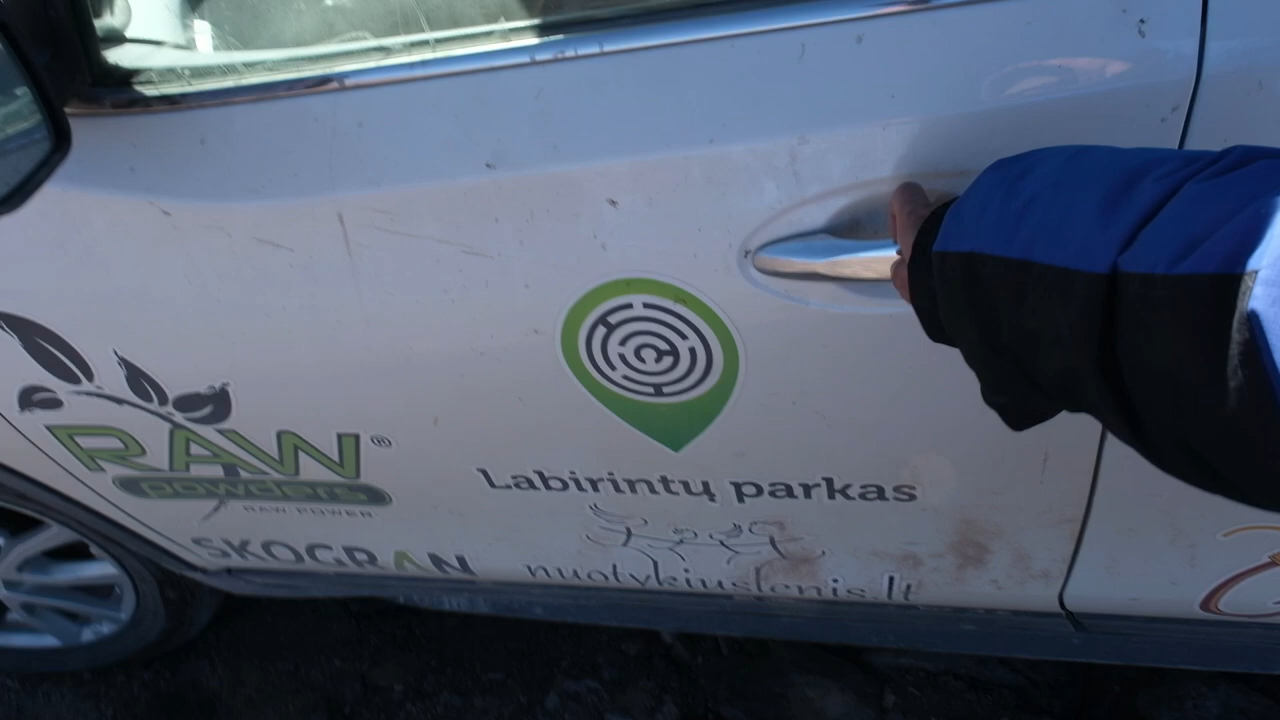 RAW®
powders
RAW POWER
SKOGRAN
Labirintų parkas
nuotykiuslenis.lt